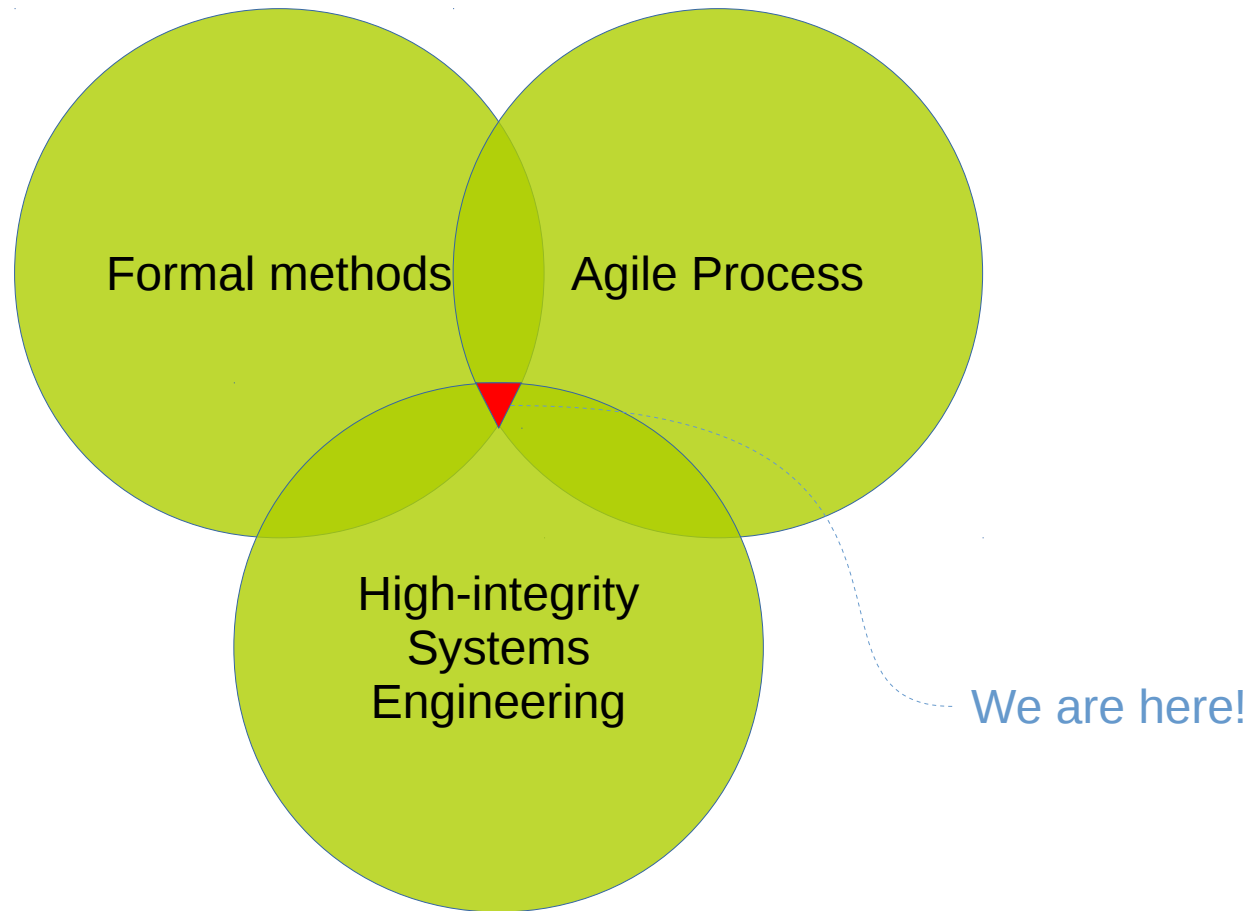 Formal methods
Agile Process
High-integrity
Systems
Engineering
We are here!